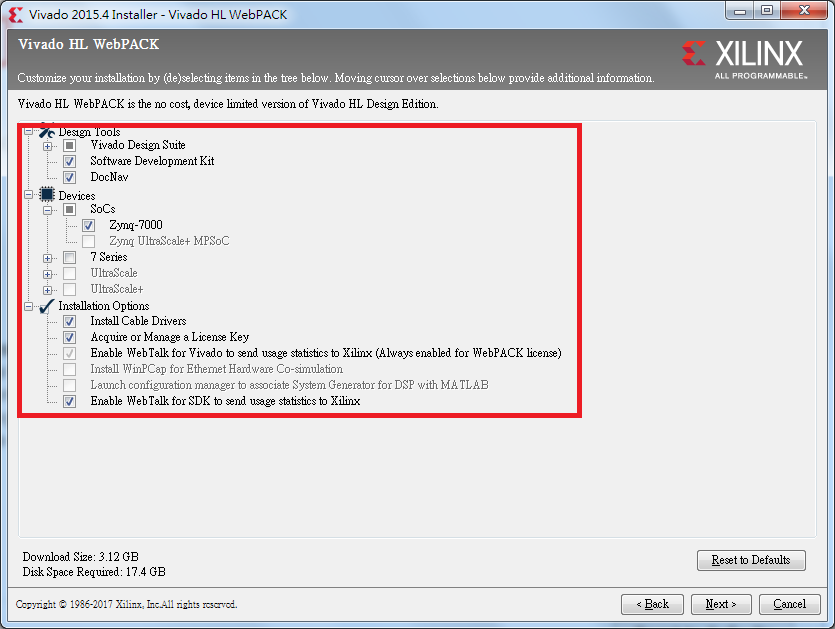 Vivado 2015.4 Installer - Vivado HL WebPACK
Vivado HL WebPACK
XILINX
ALL PROGRAMMABLE™
Customize your installation by (de)selecting items in the tree below. Moving cursor over selections below provide additional information.
Vivado HL WebPACK is the no cost, device limited version of Vivado HL Design Edition.
Design Tools
Vivado Design Suite
Software Development Kit
DocNav
Devices
SoCs
Zynq-7000
Zynq UltraScale+ MPSoC
7 Series
UltraScale
UltraScale+
Installation Options
Install Cable Drivers
Acquire or Manage a License Key
Enable WebTalk for Vivado to send usage statistics to Xilinx (Always enabled for WebPACK license)
Install WinPCap for Ethernet Hardware Co-simulation
Launch configuration manager to associate System Generator for DSP with MATLAB
Enable WebTalk for SDK to send usage statistics to Xilinx
Download Size: 3.12 GB
Disk Space Required: 17.4 GB
Reset to Defaults
Copyright © 1986-2017 Xilinx, Inc.All rights reserved.
< Back
Next >
Cancel